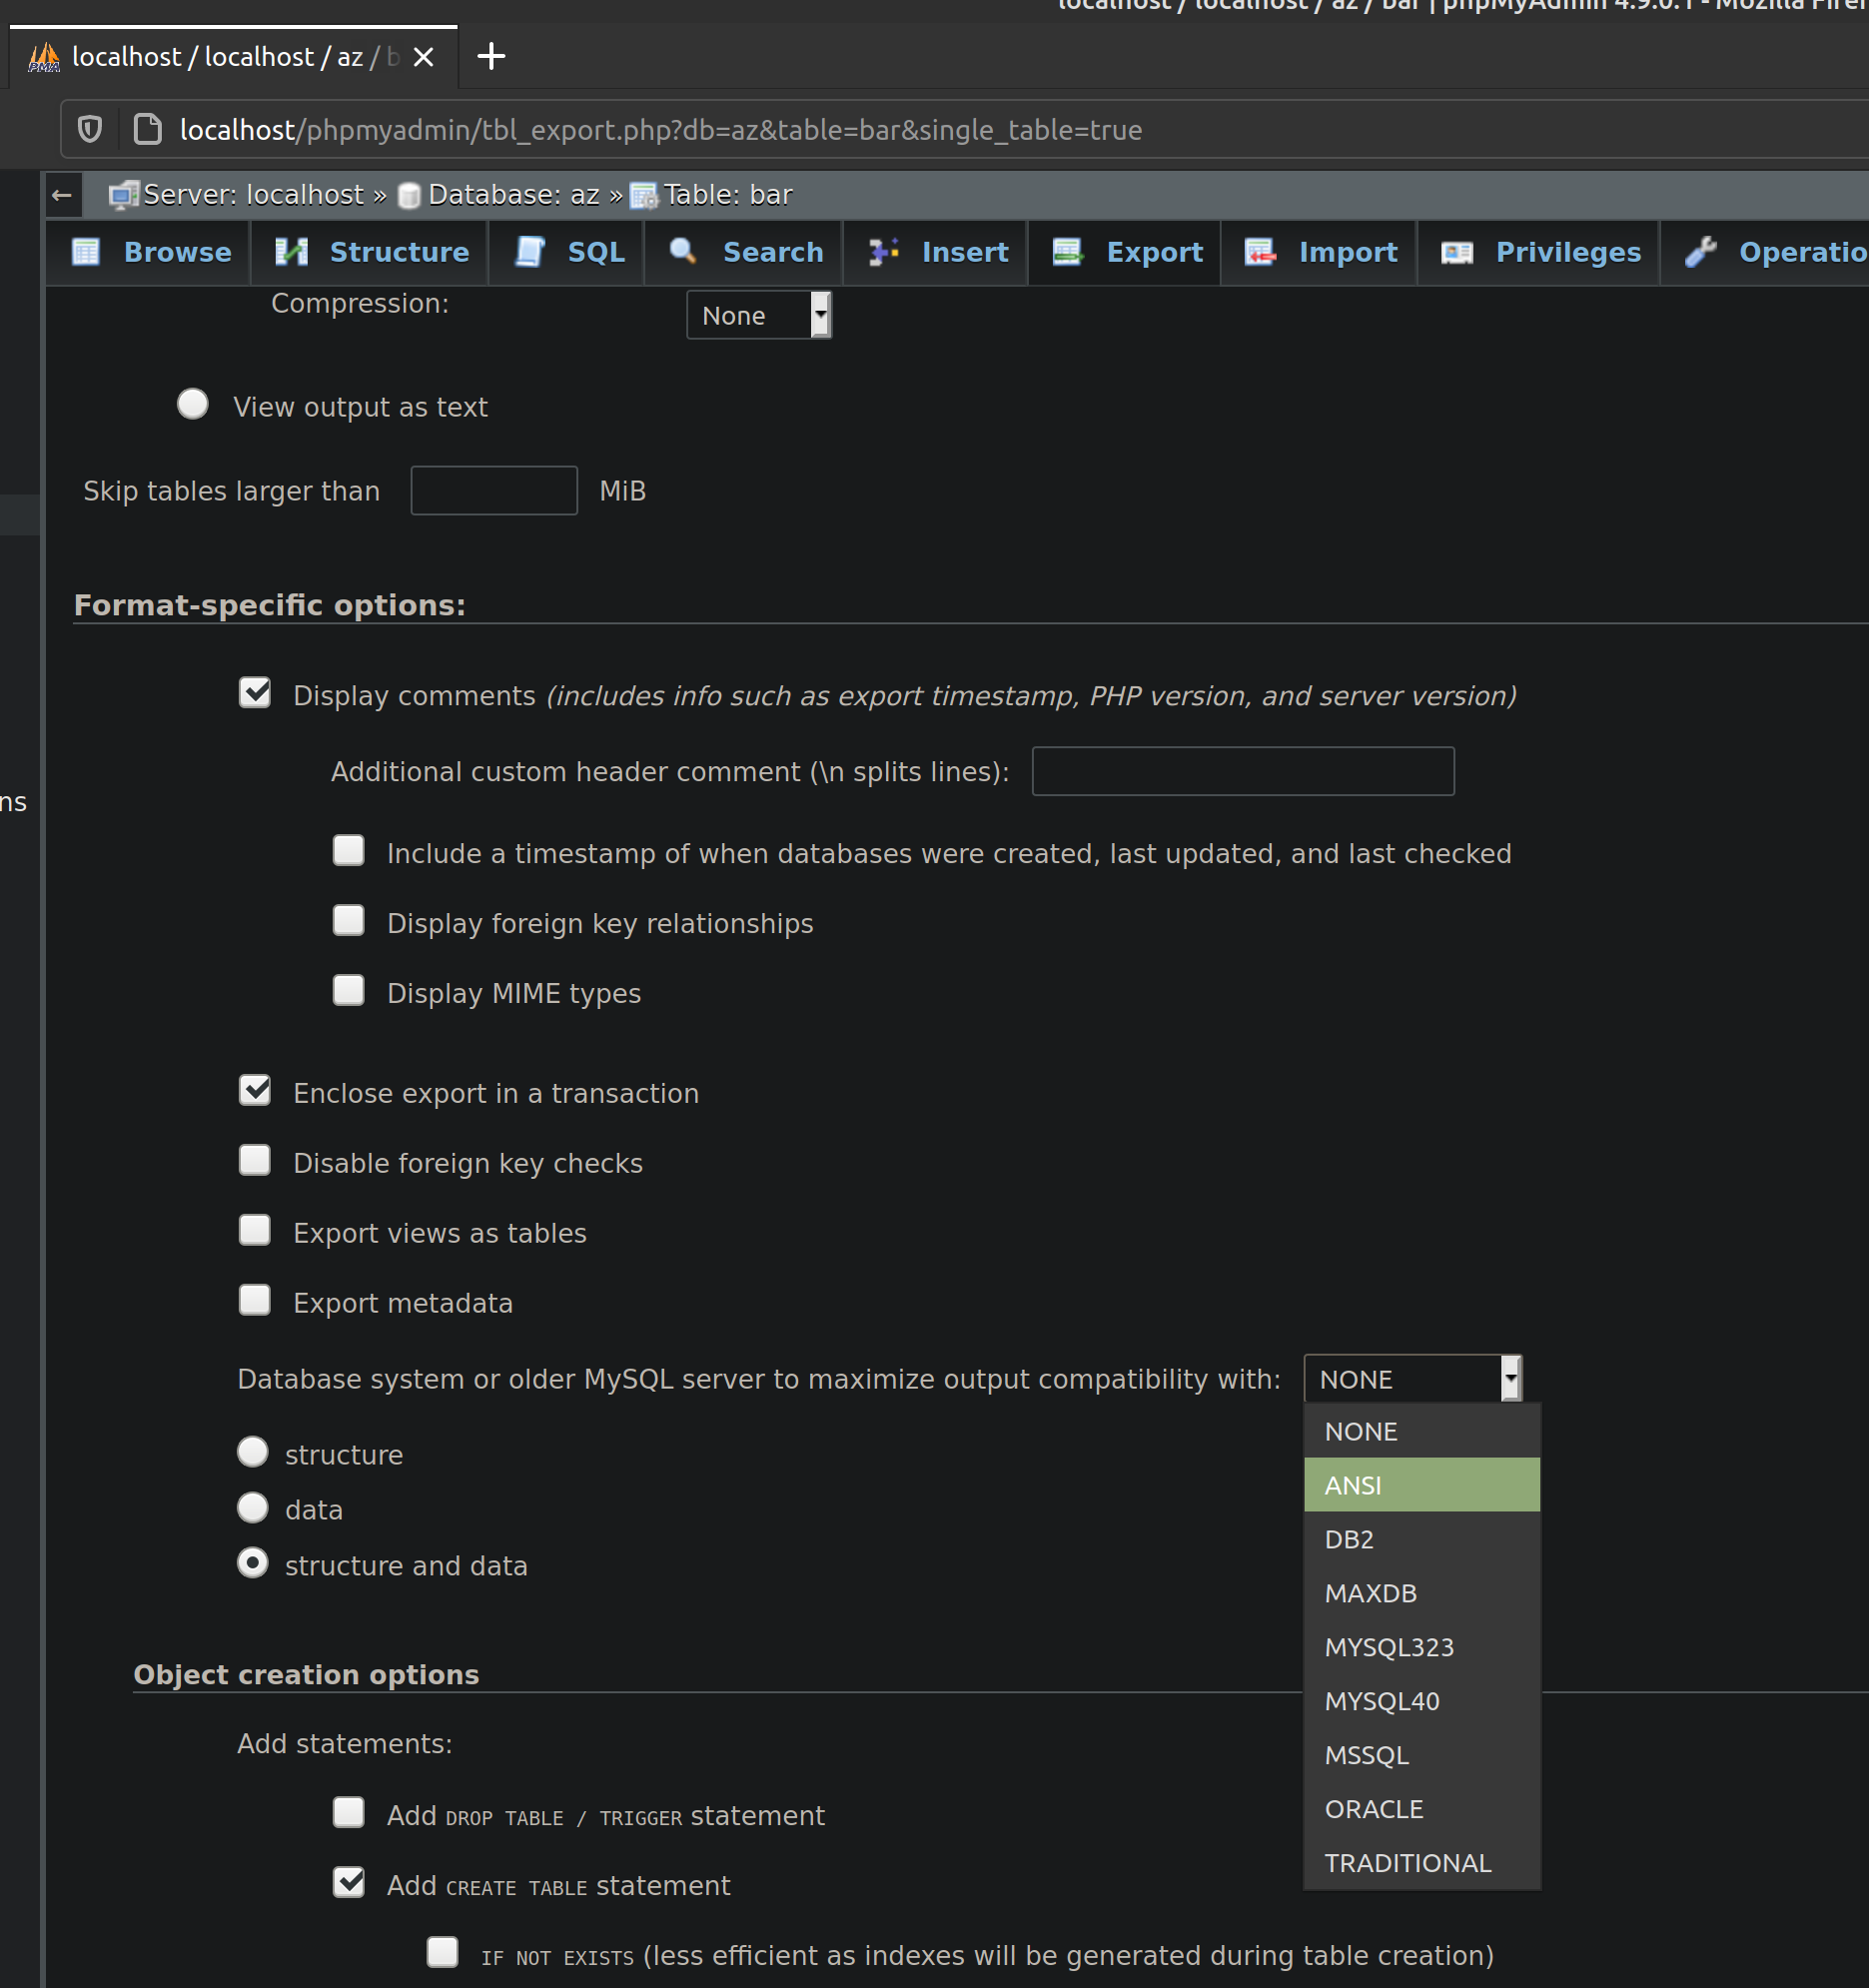 localhost / localhost / az / bar | phpMyAdmin 4.9.0.1 - Mozilla Firef
PMA localhost / localhost / az / b
localhost/phpmyadmin/tbl_export.php?db=az&table=bar&single_table=true
← Server: localhost » Database: az » Table: bar
Browse Structure SQL Search Insert Export Import Privileges Operatio
Compression: None
View output as text
Skip tables larger than MiB
Format-specific options:
Display comments (includes info such as export timestamp, PHP version, and server version)
Additional custom header comment (\n splits lines):
ns
Include a timestamp of when databases were created, last updated, and last checked
Display foreign key relationships
Display MIME types
Enclose export in a transaction
Disable foreign key checks
Export views as tables
Export metadata
Database system or older MySQL server to maximize output compatibility with: NONE
NONE
ANSI
DB2
MAXDB
MYSQL323
MYSQL40
MSSQL
ORACLE
TRADITIONAL
structure
data
structure and data
Object creation options
Add statements:
Add DROP TABLE / TRIGGER statement
Add CREATE TABLE statement
IF NOT EXISTS (less efficient as indexes will be generated during table creation)